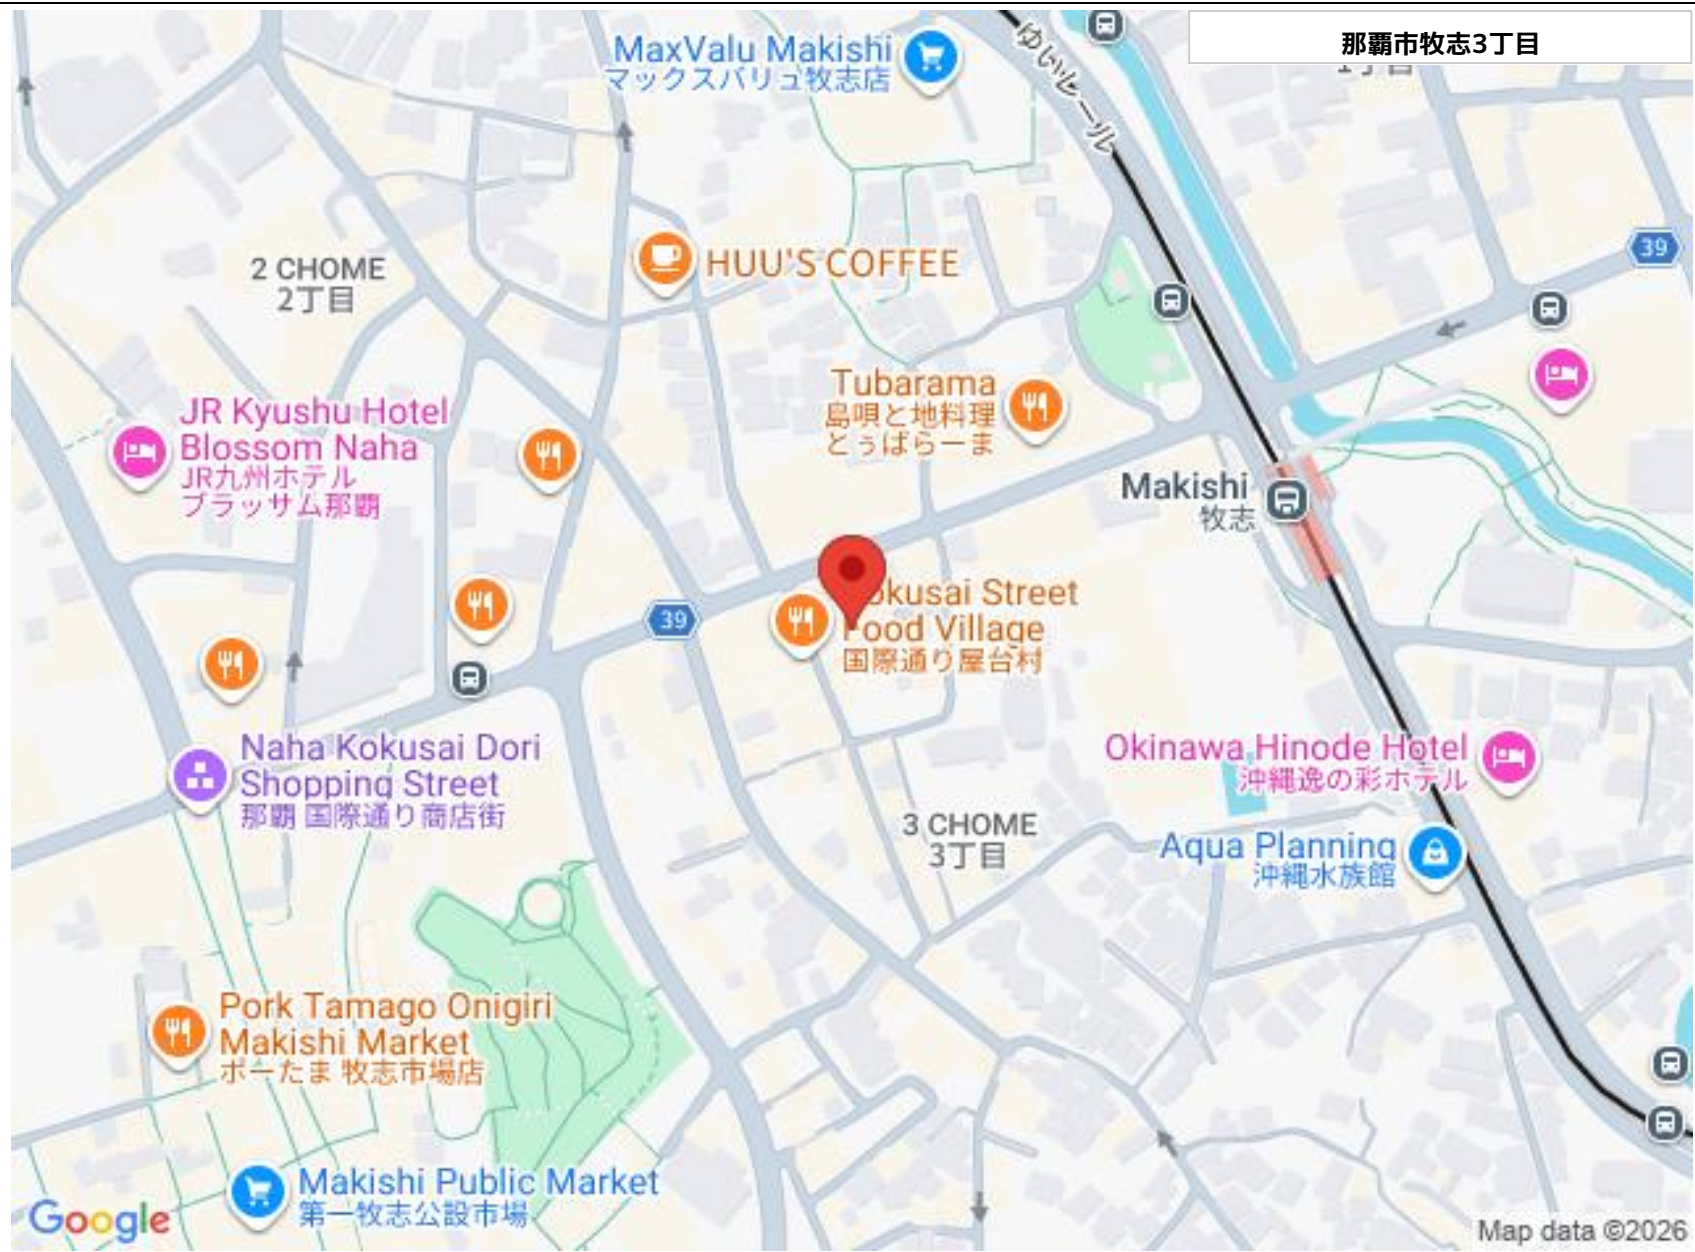 那覇市牧志3丁目
MaxValu Makishi
マックスバリュ牧志店
ゆいレール
2 CHOME
2丁目
HUU'S COFFEE
39
JR Kyushu Hotel
Blossom Naha
JR九州ホテル
ブラッサム那覇
Tubarama
島唄と地料理
とぅばらーま
Makishi
牧志
39
okusai Street
Food Village
国際通り屋台村
Naha Kokusai Dori
Shopping Street
那覇 国際通り商店街
Okinawa Hinode Hotel
沖縄逸の彩ホテル
3 CHOME
3丁目
Aqua Planning
沖縄水族館
Pork Tamago Onigiri
Makishi Market
ポーたま 牧志市場店
Makishi Public Market
第一牧志公設市場
Google
Map data ©2026